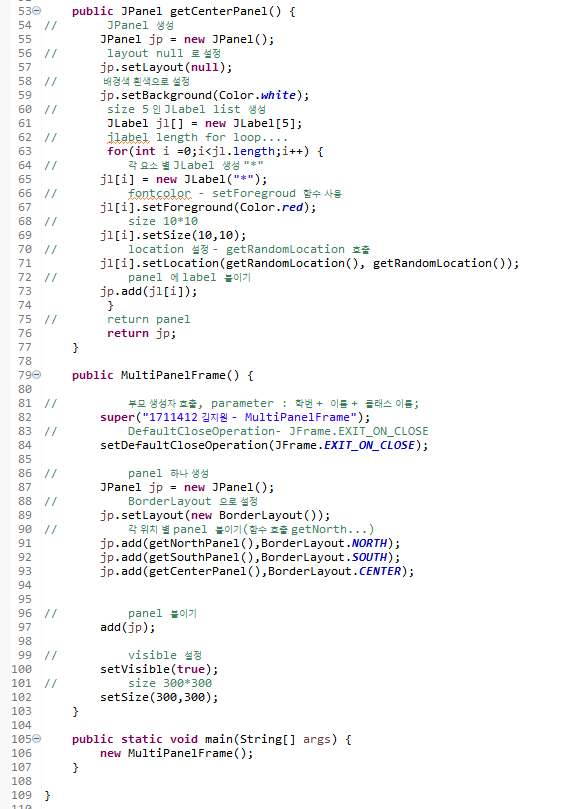 53 public JPanel getCenterPanel() {
54 // JPanel 생성
55 JPanel jp = new JPanel();
56 // layout null 로 설정
57 jp.setLayout(null);
58 // 배경색 흰색으로 설정
59 jp.setBackground(Color.white);
60 // size 5인 JLabel list 생성
61 JLabel jl[] = new JLabel[5];
62 // jlabel length for loop....
63 for(int i =0;i<jl.length;i++) {
64 // 각 요소 별 JLabel 생성 "*"
65 jl[i] = new JLabel("*");
66 // fontcolor - setForegroud 함수 사용
67 jl[i].setForeground(Color.red);
68 // size 10*10
69 jl[i].setSize(10,10);
70 // location 설정 - getRandomLocation 호출
71 jl[i].setLocation(getRandomLocation(), getRandomLocation());
72 // panel 에 label 붙이기
73 jp.add(jl[i]);
74 }
75 // return panel
76 return jp;
77 }
78
79 public MultiPanelFrame() {
80
81 // 부모 생성자 호출, parameter : 학번 + 이름 + 클래스 이름;
82 super("1711412 김지원 - MultiPanelFrame");
83 // DefaultCloseOperation- JFrame.EXIT_ON_CLOSE
84 setDefaultCloseOperation(JFrame.EXIT_ON_CLOSE);
85
86 // panel 하나 생성
87 JPanel jp = new JPanel();
88 // BorderLayout 으로 설정
89 jp.setLayout(new BorderLayout());
90 // 각 위치 별 panel 붙이기(함수 호출 getNorth...)
91 jp.add(getNorthPanel(),BorderLayout.NORTH);
92 jp.add(getSouthPanel(),BorderLayout.SOUTH);
93 jp.add(getCenterPanel(),BorderLayout.CENTER);
94
95
96 // panel 붙이기
97 add(jp);
98
99 // visible 설정
100 setVisible(true);
101 // size 300*300
102 setSize(300,300);
103 }
104
105 public static void main(String[] args) {
106 new MultiPanelFrame();
107 }
108
109 }